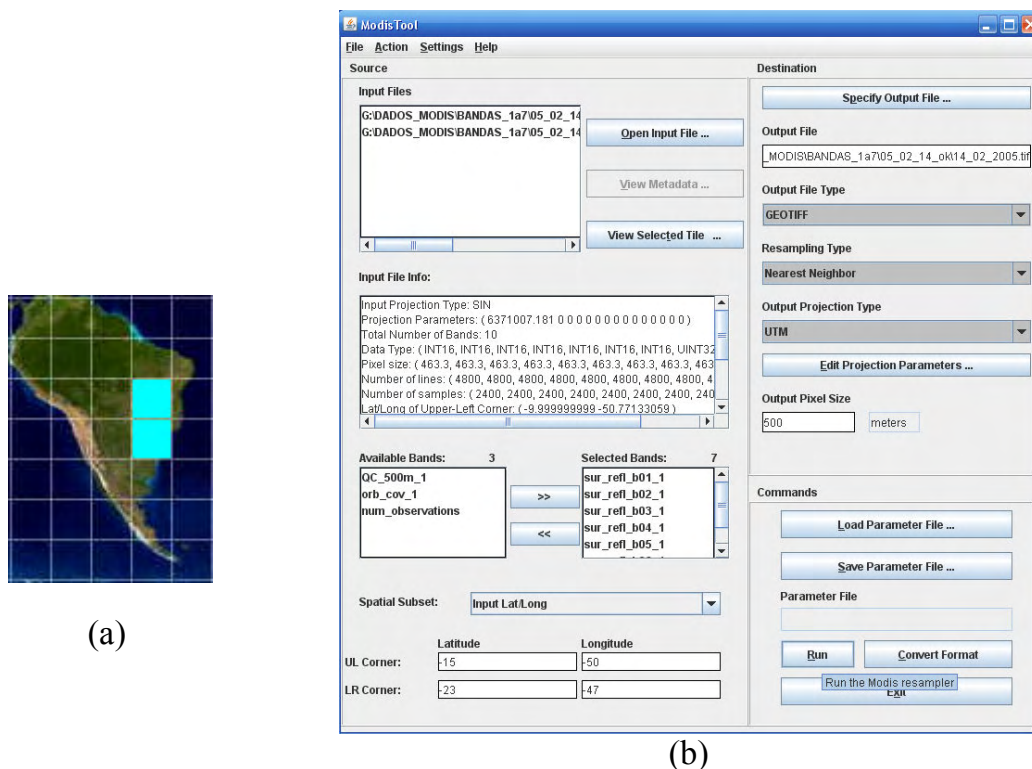 (a)
ModisTool
File Action Settings Help
Source
Input Files
G:\DADOS_MODIS\BANDAS_1a7\05_02_14
G:\DADOS_MODIS\BANDAS_1a7\05_02_14
Open Input File ...
View Metadata ...
View Selected Tile ...
Input File Info:
Input Projection Type: SIN
Projection Parameters: ( 6371007.181 0 0 0 0 0 0 0 0 0 0 0 0 0 0 )
Total Number of Bands: 10
Data Type: ( INT16, INT16, INT16, INT16, INT16, INT16, INT16, UINT32
Pixel size: ( 463.3, 463.3, 463.3, 463.3, 463.3, 463.3, 463.3, 463.3, 463
Number of lines: ( 4800, 4800, 4800, 4800, 4800, 4800, 4800, 4800, 4
Number of samples: ( 2400, 2400, 2400, 2400, 2400, 2400, 2400, 240
Lat/Long of Upper-Left Corner: ( -9.999999999 -50.77133059 )
Available Bands: 3
QC_500m_1
orb_cov_1
num_observations
>>
<<
Selected Bands: 7
sur_refl_b01_1
sur_refl_b02_1
sur_refl_b03_1
sur_refl_b04_1
sur_refl_b05_1
Spatial Subset: Input Lat/Long
Latitude Longitude
UL Corner: -15 -50
LR Corner: -23 -47
Destination
Specify Output File ...
Output File
_MODIS\BANDAS_1a7\05_02_14_ok\14_02_2005.tif
Output File Type
GEOTIFF
Resampling Type
Nearest Neighbor
Output Projection Type
UTM
Edit Projection Parameters ...
Output Pixel Size
500 meters
Commands
Load Parameter File ...
Save Parameter File ...
Parameter File
Run Convert Format
Run the Modis resampler
Exit
(b)